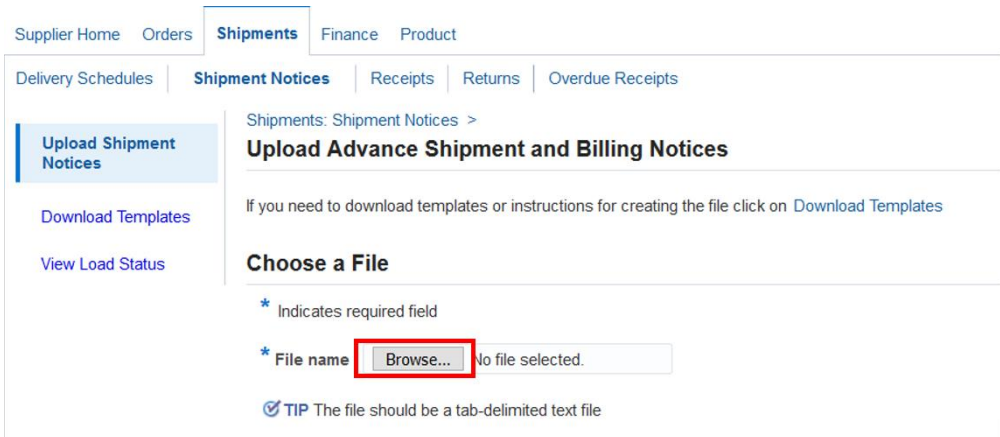 Supplier Home Orders Shipments Finance Product
Delivery Schedules Shipment Notices Receipts Returns Overdue Receipts
Upload Shipment
Notices
Download Templates
View Load Status
Shipments: Shipment Notices >
Upload Advance Shipment and Billing Notices
If you need to download templates or instructions for creating the file click on Download Templates
Choose a File
* Indicates required field
* File name Browse... No file selected.
TIP The file should be a tab-delimited text file